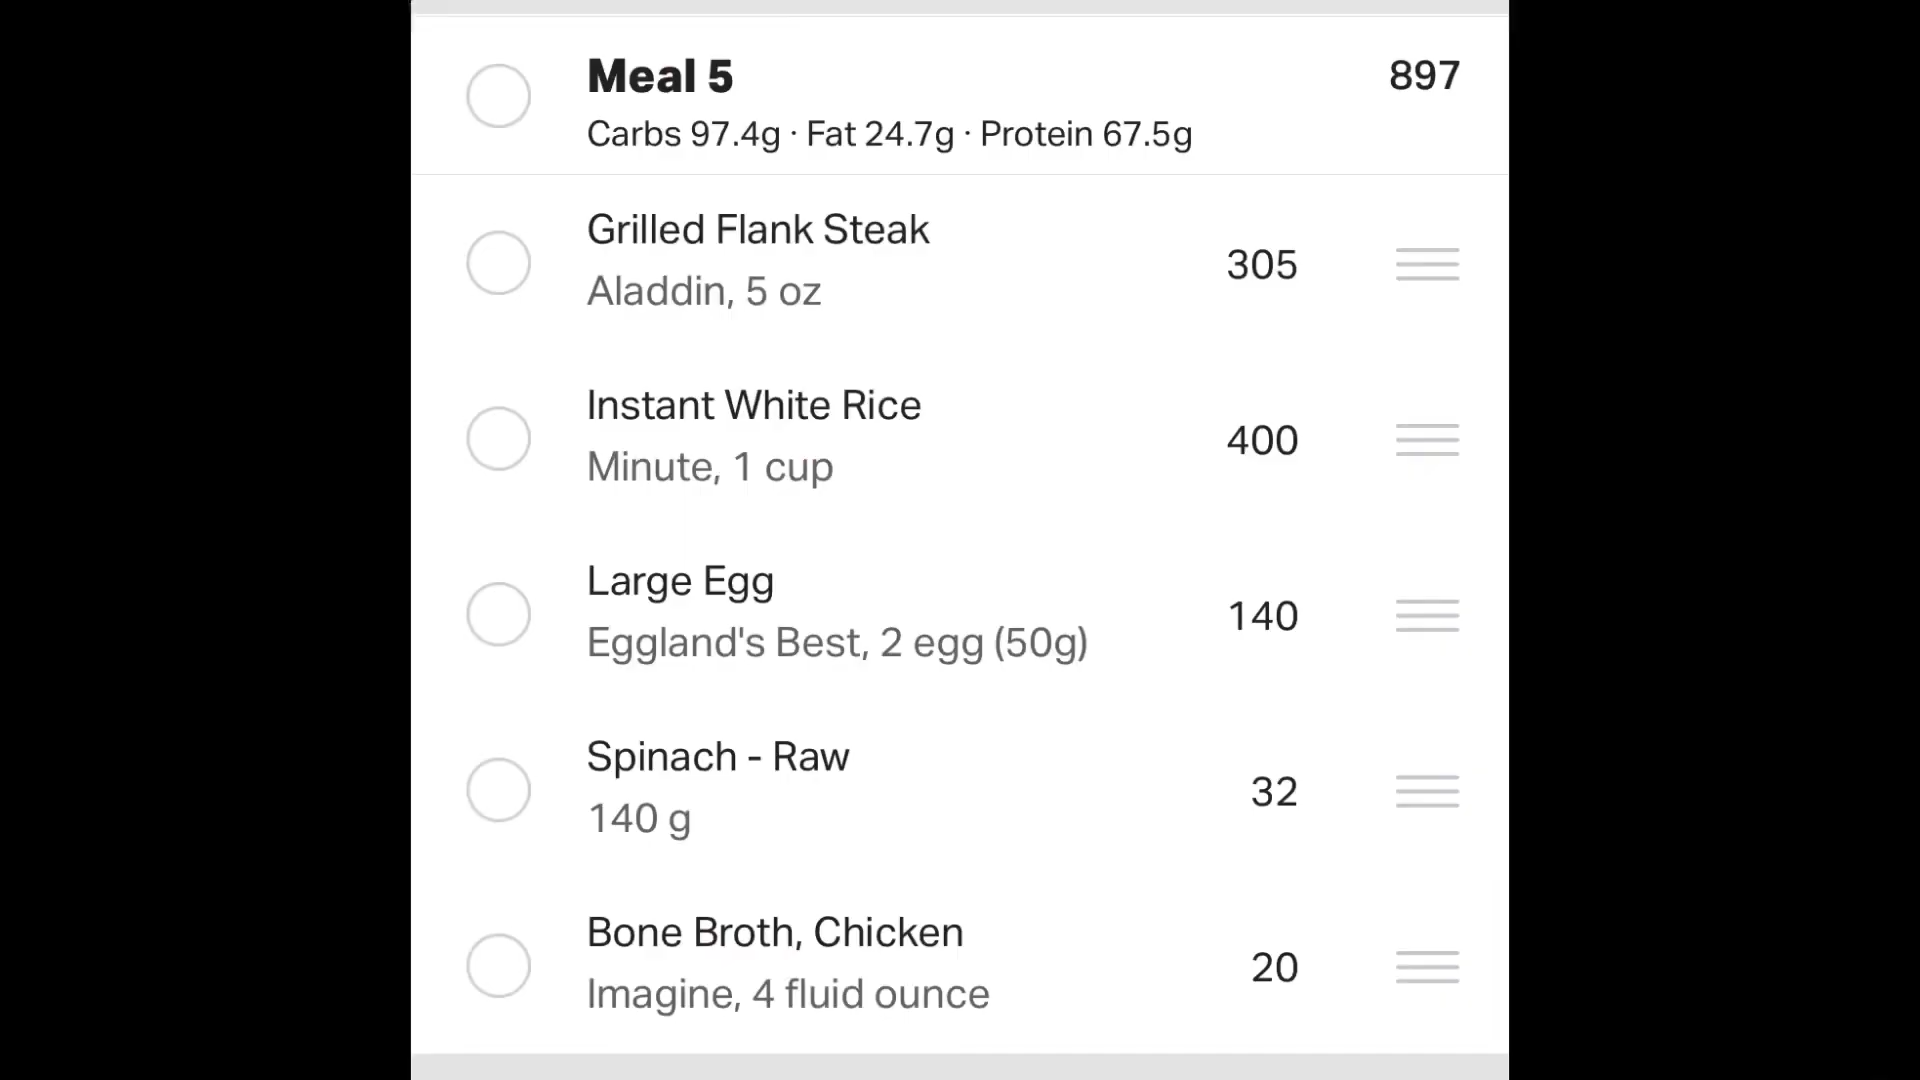 Meal 5
897
Carbs 97.4g · Fat 24.7g · Protein 67.5g
Grilled Flank Steak
305
Aladdin, 5 oz
Instant White Rice
400
Minute, 1 cup
Large Egg
140
Eggland's Best, 2 egg (50g)
Spinach - Raw
32
140 g
Bone Broth, Chicken
20
Imagine, 4 fluid ounce